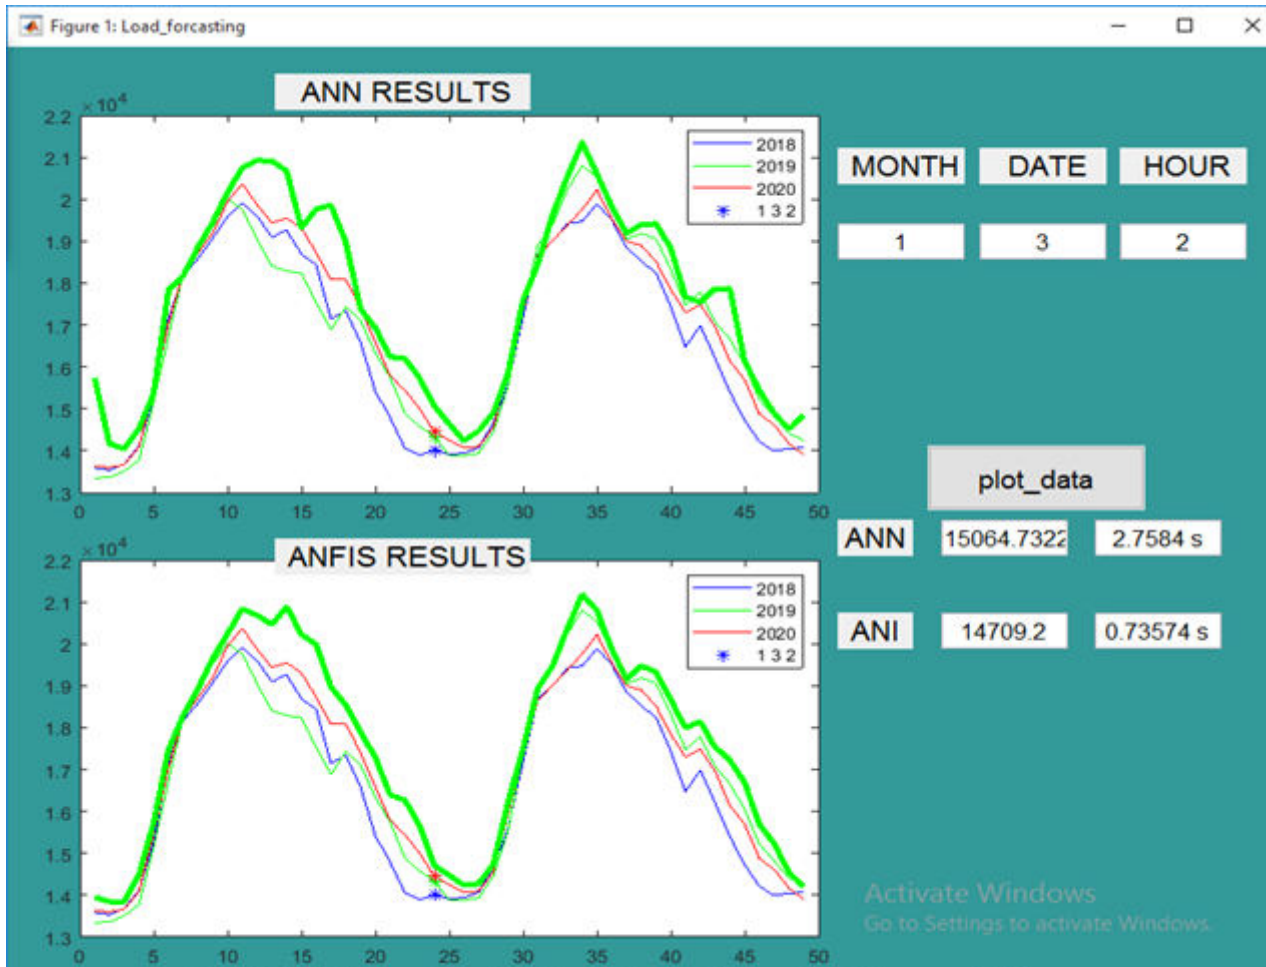 Figure 1: Load_forcasting
ANN RESULTS
×10⁴
2.2
2.1
2
1.9
1.8
1.7
1.6
1.5
1.4
1.3
0 5 10 15 20 25 30 35 40 45 50
2018
2019
2020
1 3 2
ANFIS RESULTS
×10⁴
2.2
2.1
2
1.9
1.8
1.7
1.6
1.5
1.4
1.3
0 5 10 15 20 25 30 35 40 45 50
2018
2019
2020
1 3 2
MONTH DATE HOUR
1 3 2
plot_data
ANN 15064.7322 2.7584 s
ANI 14709.2 0.73574 s
Activate Windows
Go to Settings to activate Windows.